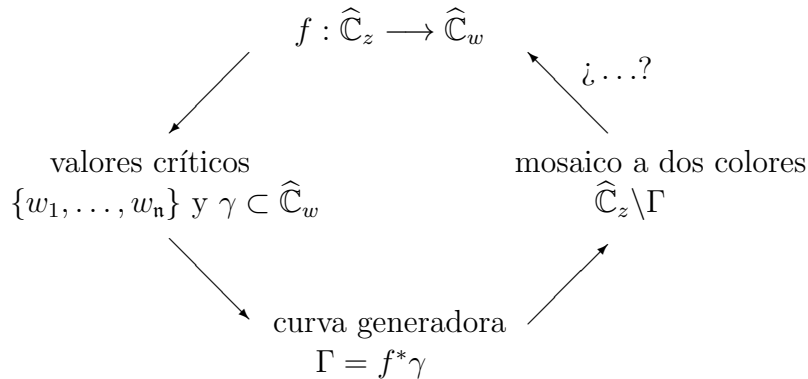 f : ℂ̂_z ⟶ ℂ̂_w
¿ …?
valores críticos
{w_1, …, w_𝔫} y γ ⊂ ℂ̂_w
mosaico a dos colores
ℂ̂_z\Γ
curva generadora
Γ = f*γ